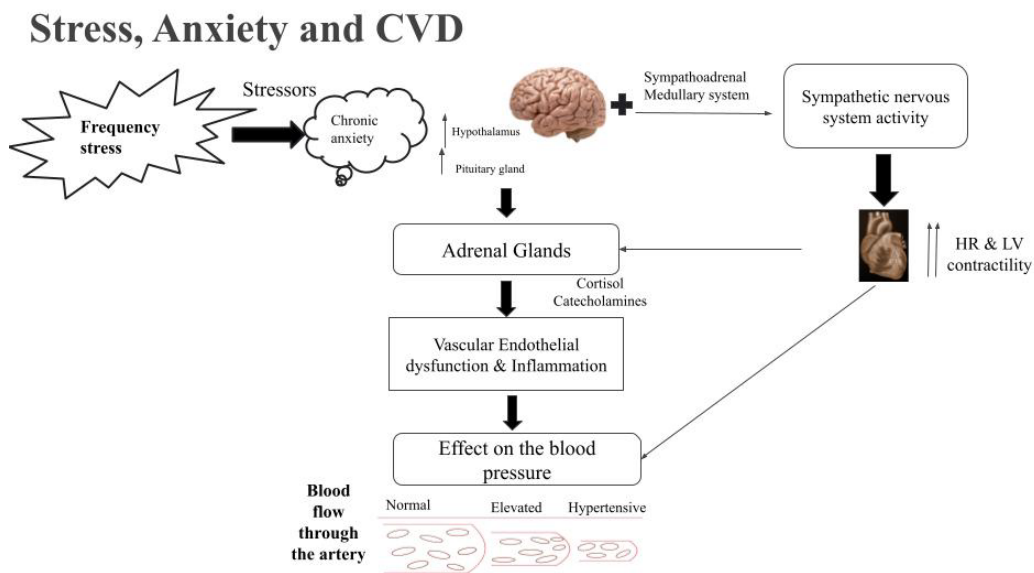 Stress, Anxiety and CVD
Frequency
stress
Stressors
Chronic
anxiety
Hypothalamus
Pituitary gland
Sympathoadrenal
Medullary system
Sympathetic nervous
system activity
HR & LV
contractility
Adrenal Glands
Cortisol
Catecholamines
Vascular Endothelial
dysfunction & Inflammation
Effect on the blood
pressure
Blood
flow
through
the artery
Normal
Elevated
Hypertensive